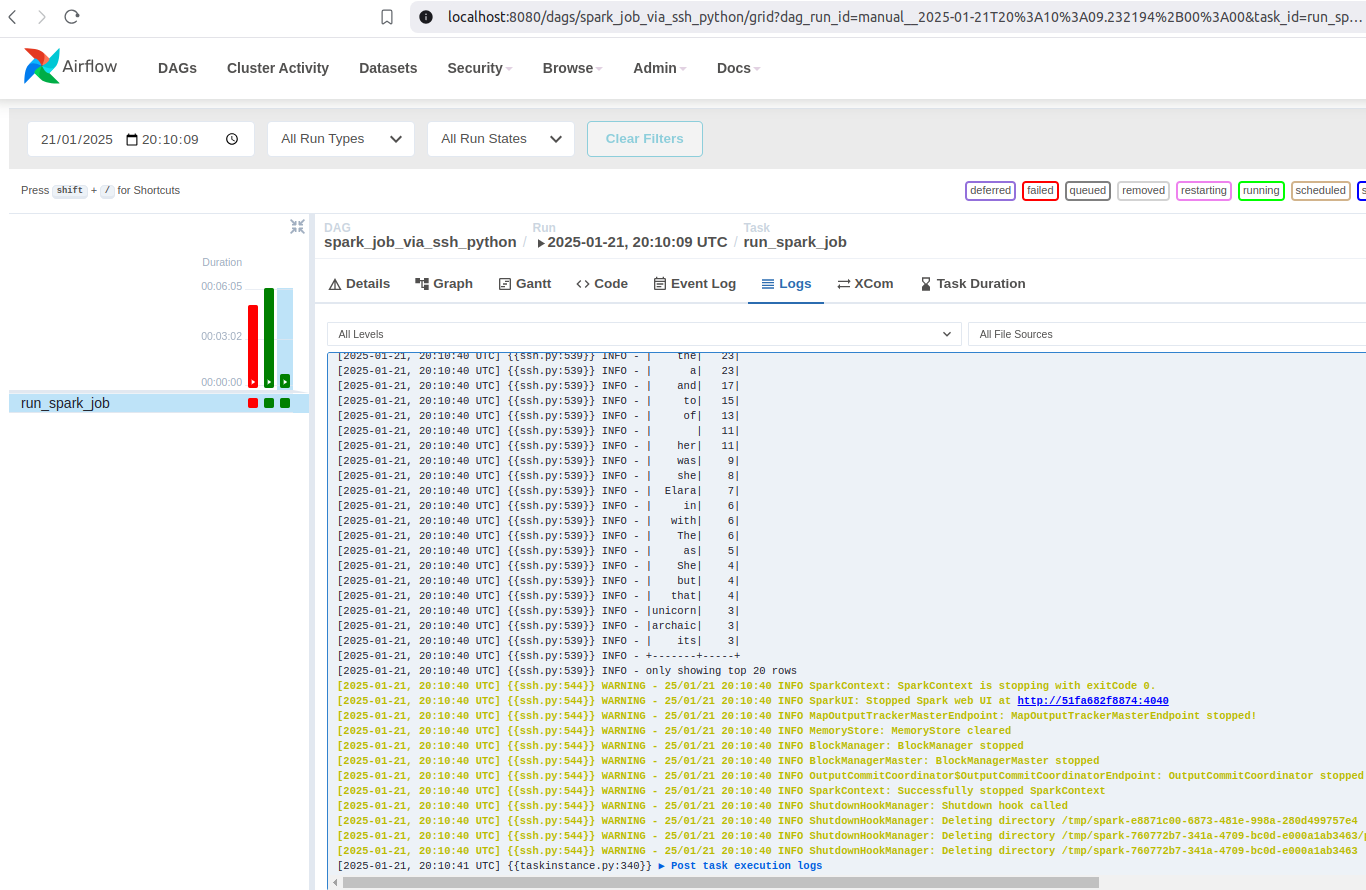 localhost:8080/dags/spark_job_via_ssh_python/grid?dag_run_id=manual__2025-01-21T20%3A10%3A09.232194%2B00%3A00&task_id=run_sp...
Airflow DAGs Cluster Activity Datasets Security Browse Admin Docs
21/01/2025 20:10:09 All Run Types All Run States Clear Filters
Press shift + / for Shortcuts deferred failed queued removed restarting running scheduled s
DAG Run Task
spark_job_via_ssh_python / 2025-01-21, 20:10:09 UTC / run_spark_job
Duration
00:06:05
00:03:02
00:00:00
run_spark_job
Details Graph Gantt Code Event Log Logs XCom Task Duration
All Levels All File Sources
[2025-01-21, 20:10:40 UTC] {{ssh.py:539}} INFO - |    the|   23|
[2025-01-21, 20:10:40 UTC] {{ssh.py:539}} INFO - |      a|   23|
[2025-01-21, 20:10:40 UTC] {{ssh.py:539}} INFO - |    and|   17|
[2025-01-21, 20:10:40 UTC] {{ssh.py:539}} INFO - |     to|   15|
[2025-01-21, 20:10:40 UTC] {{ssh.py:539}} INFO - |     of|   13|
[2025-01-21, 20:10:40 UTC] {{ssh.py:539}} INFO - |       |   11|
[2025-01-21, 20:10:40 UTC] {{ssh.py:539}} INFO - |    her|   11|
[2025-01-21, 20:10:40 UTC] {{ssh.py:539}} INFO - |    was|    9|
[2025-01-21, 20:10:40 UTC] {{ssh.py:539}} INFO - |    she|    8|
[2025-01-21, 20:10:40 UTC] {{ssh.py:539}} INFO - |  Elara|    7|
[2025-01-21, 20:10:40 UTC] {{ssh.py:539}} INFO - |     in|    6|
[2025-01-21, 20:10:40 UTC] {{ssh.py:539}} INFO - |   with|    6|
[2025-01-21, 20:10:40 UTC] {{ssh.py:539}} INFO - |    The|    6|
[2025-01-21, 20:10:40 UTC] {{ssh.py:539}} INFO - |     as|    5|
[2025-01-21, 20:10:40 UTC] {{ssh.py:539}} INFO - |    She|    4|
[2025-01-21, 20:10:40 UTC] {{ssh.py:539}} INFO - |    but|    4|
[2025-01-21, 20:10:40 UTC] {{ssh.py:539}} INFO - |   that|    4|
[2025-01-21, 20:10:40 UTC] {{ssh.py:539}} INFO - |unicorn|    3|
[2025-01-21, 20:10:40 UTC] {{ssh.py:539}} INFO - |archaic|    3|
[2025-01-21, 20:10:40 UTC] {{ssh.py:539}} INFO - |    its|    3|
[2025-01-21, 20:10:40 UTC] {{ssh.py:539}} INFO - +-------+-----+
[2025-01-21, 20:10:40 UTC] {{ssh.py:539}} INFO - only showing top 20 rows
[2025-01-21, 20:10:40 UTC] {{ssh.py:544}} WARNING - 25/01/21 20:10:40 INFO SparkContext: SparkContext is stopping with exitCode 0.
[2025-01-21, 20:10:40 UTC] {{ssh.py:544}} WARNING - 25/01/21 20:10:40 INFO SparkUI: Stopped Spark web UI at http://51fa682f8874:4040
[2025-01-21, 20:10:40 UTC] {{ssh.py:544}} WARNING - 25/01/21 20:10:40 INFO MapOutputTrackerMasterEndpoint: MapOutputTrackerMasterEndpoint stopped!
[2025-01-21, 20:10:40 UTC] {{ssh.py:544}} WARNING - 25/01/21 20:10:40 INFO MemoryStore: MemoryStore cleared
[2025-01-21, 20:10:40 UTC] {{ssh.py:544}} WARNING - 25/01/21 20:10:40 INFO BlockManager: BlockManager stopped
[2025-01-21, 20:10:40 UTC] {{ssh.py:544}} WARNING - 25/01/21 20:10:40 INFO BlockManagerMaster: BlockManagerMaster stopped
[2025-01-21, 20:10:40 UTC] {{ssh.py:544}} WARNING - 25/01/21 20:10:40 INFO OutputCommitCoordinator$OutputCommitCoordinatorEndpoint: OutputCommitCoordinator stopped
[2025-01-21, 20:10:40 UTC] {{ssh.py:544}} WARNING - 25/01/21 20:10:40 INFO SparkContext: Successfully stopped SparkContext
[2025-01-21, 20:10:40 UTC] {{ssh.py:544}} WARNING - 25/01/21 20:10:40 INFO ShutdownHookManager: Shutdown hook called
[2025-01-21, 20:10:40 UTC] {{ssh.py:544}} WARNING - 25/01/21 20:10:40 INFO ShutdownHookManager: Deleting directory /tmp/spark-e8871c00-6873-481e-998a-280d499757e4
[2025-01-21, 20:10:40 UTC] {{ssh.py:544}} WARNING - 25/01/21 20:10:40 INFO ShutdownHookManager: Deleting directory /tmp/spark-760772b7-341a-4709-bc0d-e000a1ab3463/
[2025-01-21, 20:10:40 UTC] {{ssh.py:544}} WARNING - 25/01/21 20:10:40 INFO ShutdownHookManager: Deleting directory /tmp/spark-760772b7-341a-4709-bc0d-e000a1ab3463
[2025-01-21, 20:10:41 UTC] {{taskinstance.py:340}} ▶ Post task execution logs